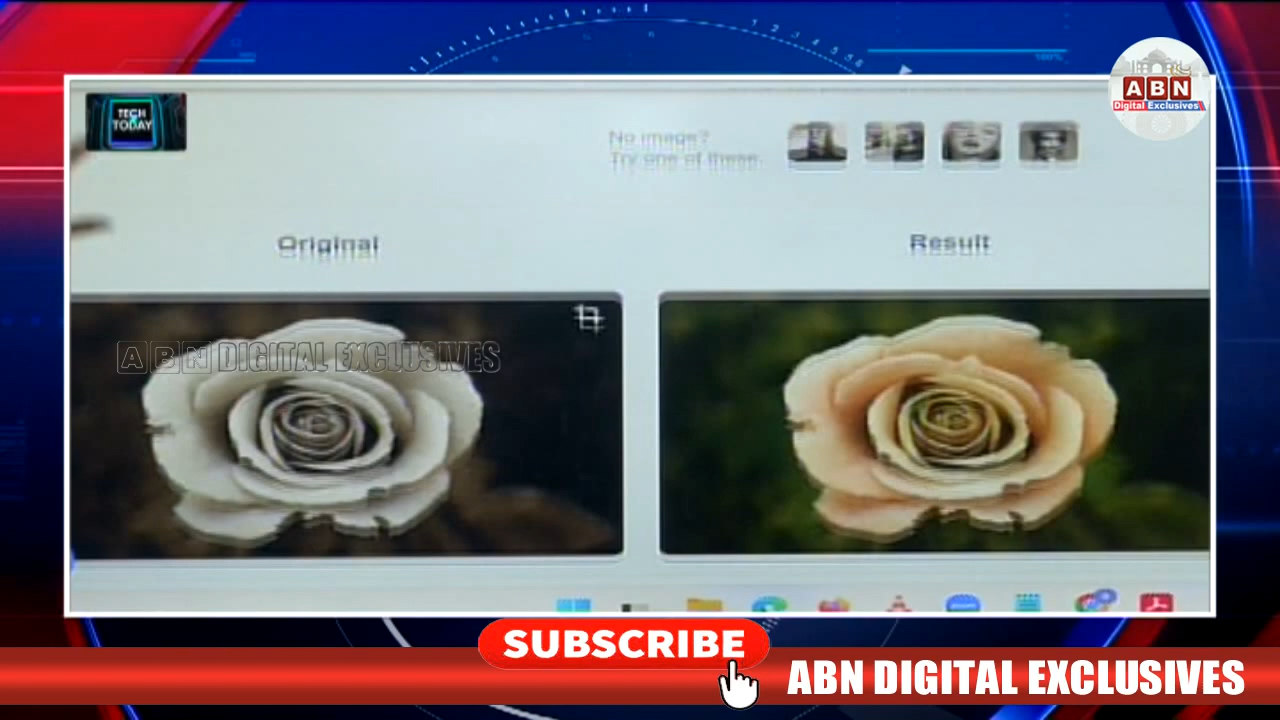 TECH
TODAY
No image?
Try one of these:
ABN
Digital Exclusives
Original
Result
ABN DIGITAL EXCLUSIVES
SUBSCRIBE
ABN DIGITAL EXCLUSIVES